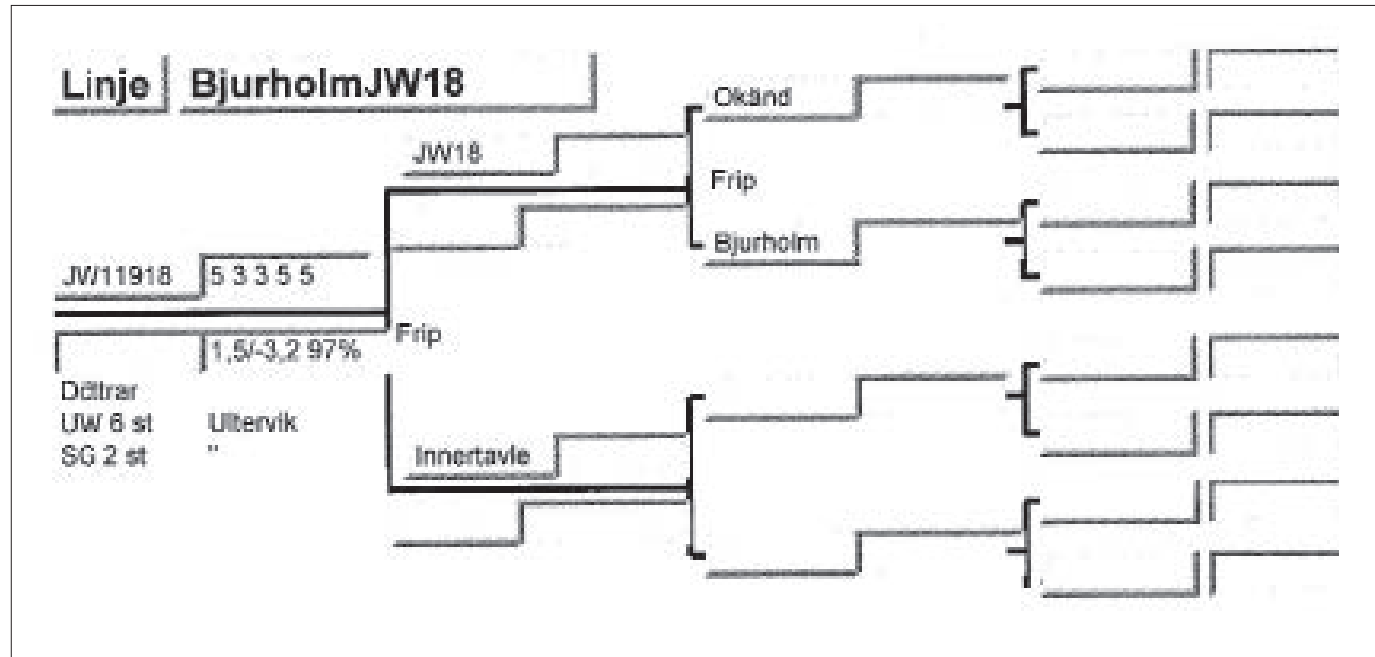 Linje BjurholmJW18
Okänd
JW18
Frip
Bjurholm
JW11918 5 3 3 5 5
Frip
1,5/-3,2 97%
Döttrar
UW 6 st Ultervik
SG 2 st "
Innertavle